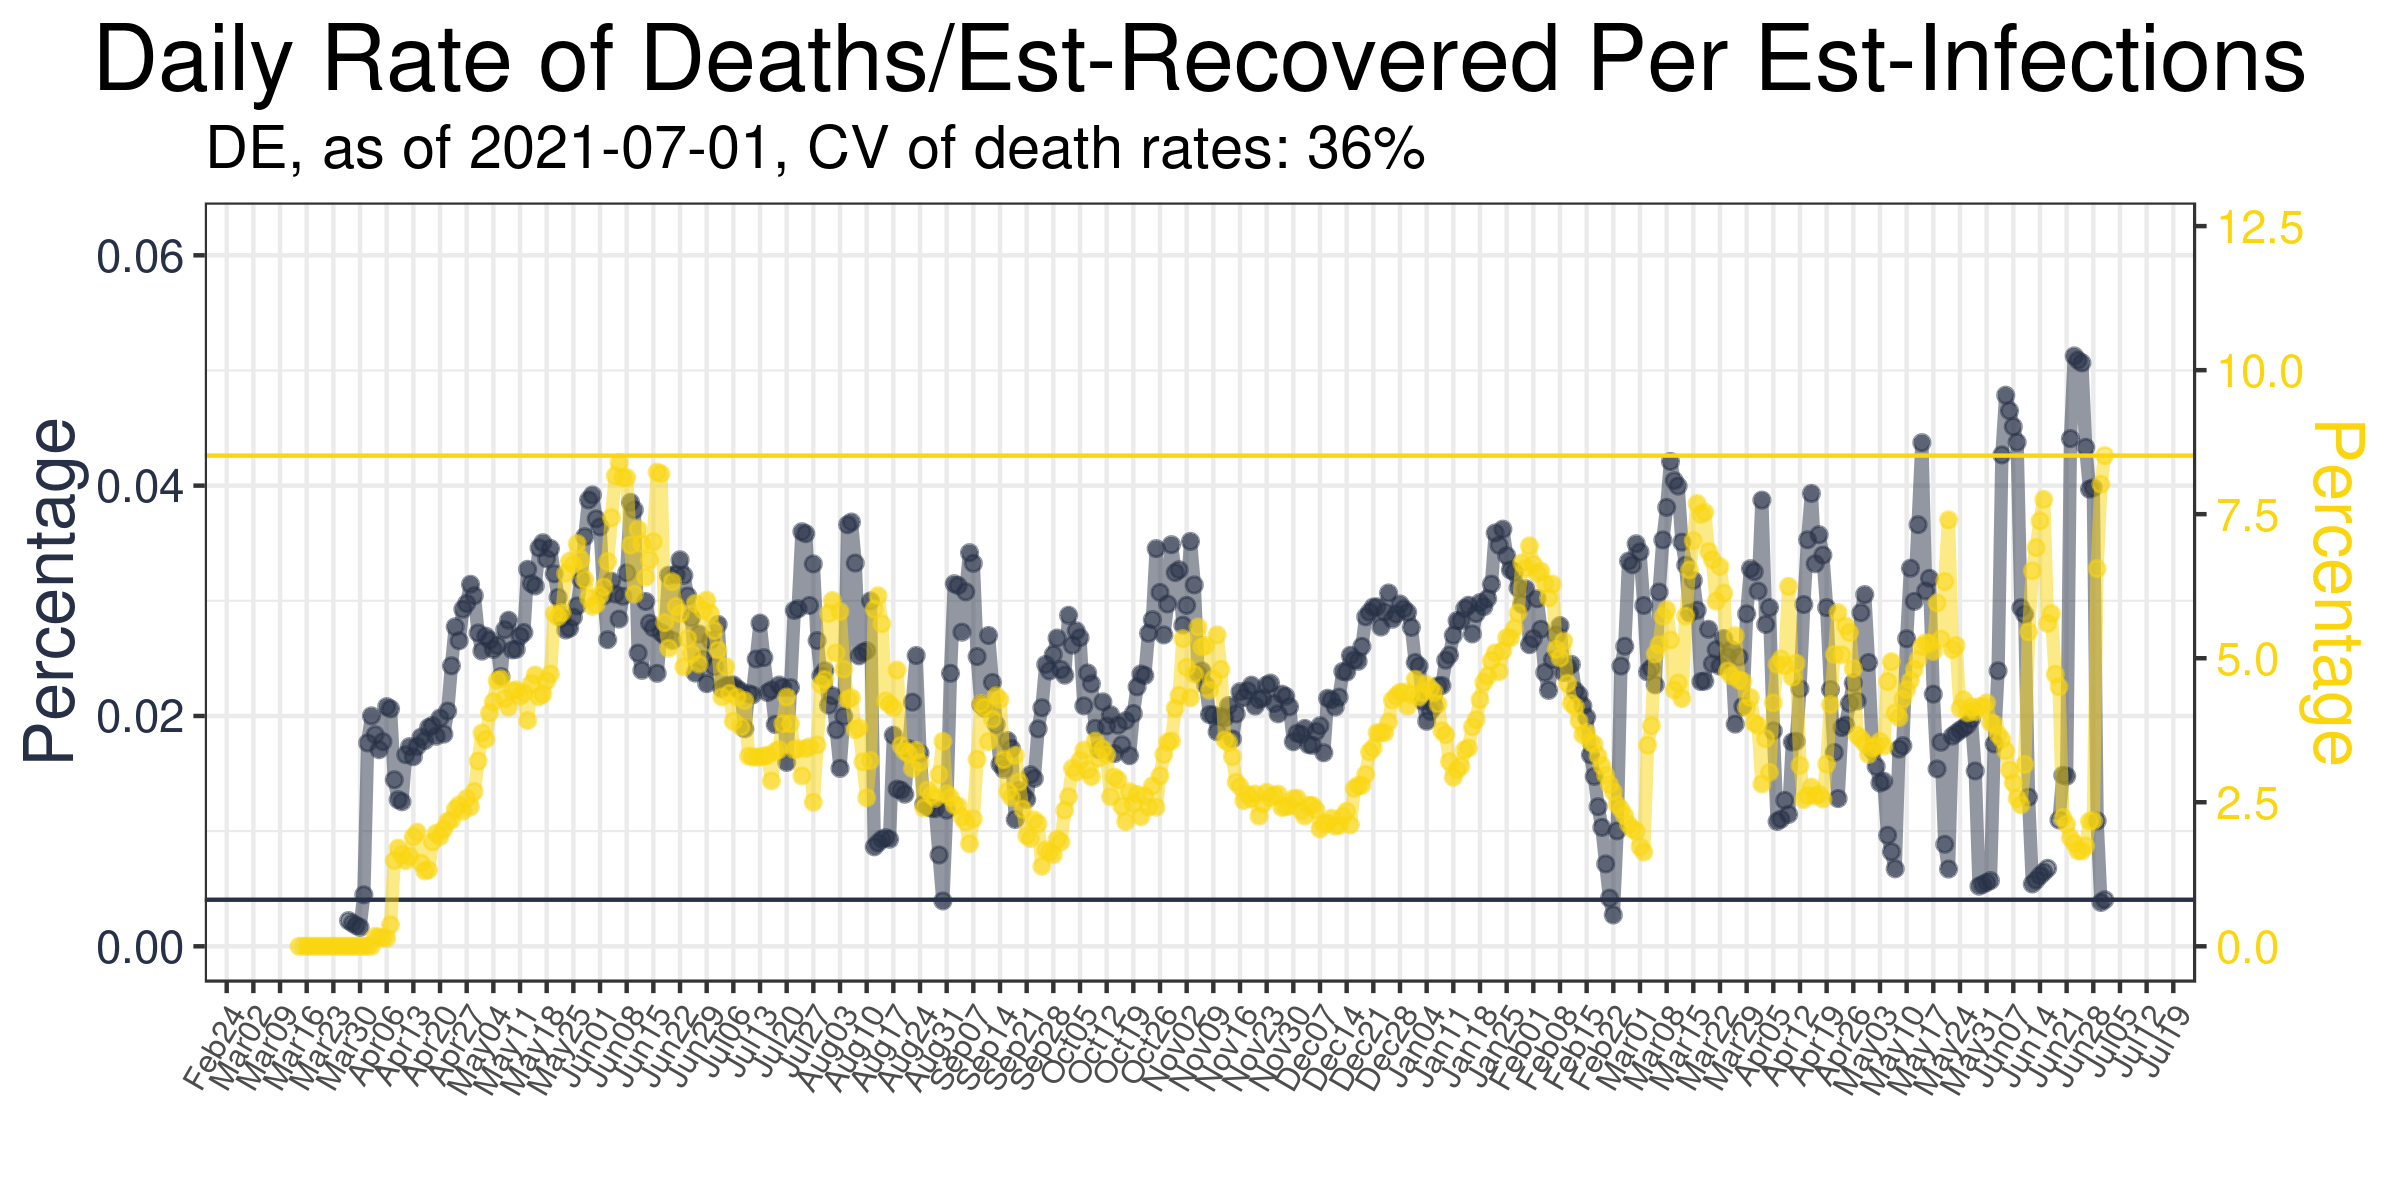 Daily Rate of Deaths/Est-Recovered Per Est-Infections
DE, as of 2021-07-01, CV of death rates: 36%
Percentage
0.06
0.04
0.02
0.00
12.5
10.0
7.5
5.0
2.5
0.0
Percentage
Feb24
Mar02
Mar09
Mar16
Mar23
Mar30
Apr06
Apr13
Apr20
Apr27
May04
May11
May18
May25
Jun01
Jun08
Jun15
Jun22
Jun29
Jul06
Jul13
Jul20
Jul27
Aug03
Aug10
Aug17
Aug24
Aug31
Sep07
Sep14
Sep21
Sep28
Oct05
Oct12
Oct19
Oct26
Nov02
Nov09
Nov16
Nov23
Nov30
Dec07
Dec14
Dec21
Dec28
Jan04
Jan11
Jan18
Jan25
Feb01
Feb08
Feb15
Feb22
Mar01
Mar08
Mar15
Mar22
Mar29
Apr05
Apr12
Apr19
Apr26
May03
May10
May17
May24
May31
Jun07
Jun14
Jun21
Jun28
Jul05
Jul12
Jul19